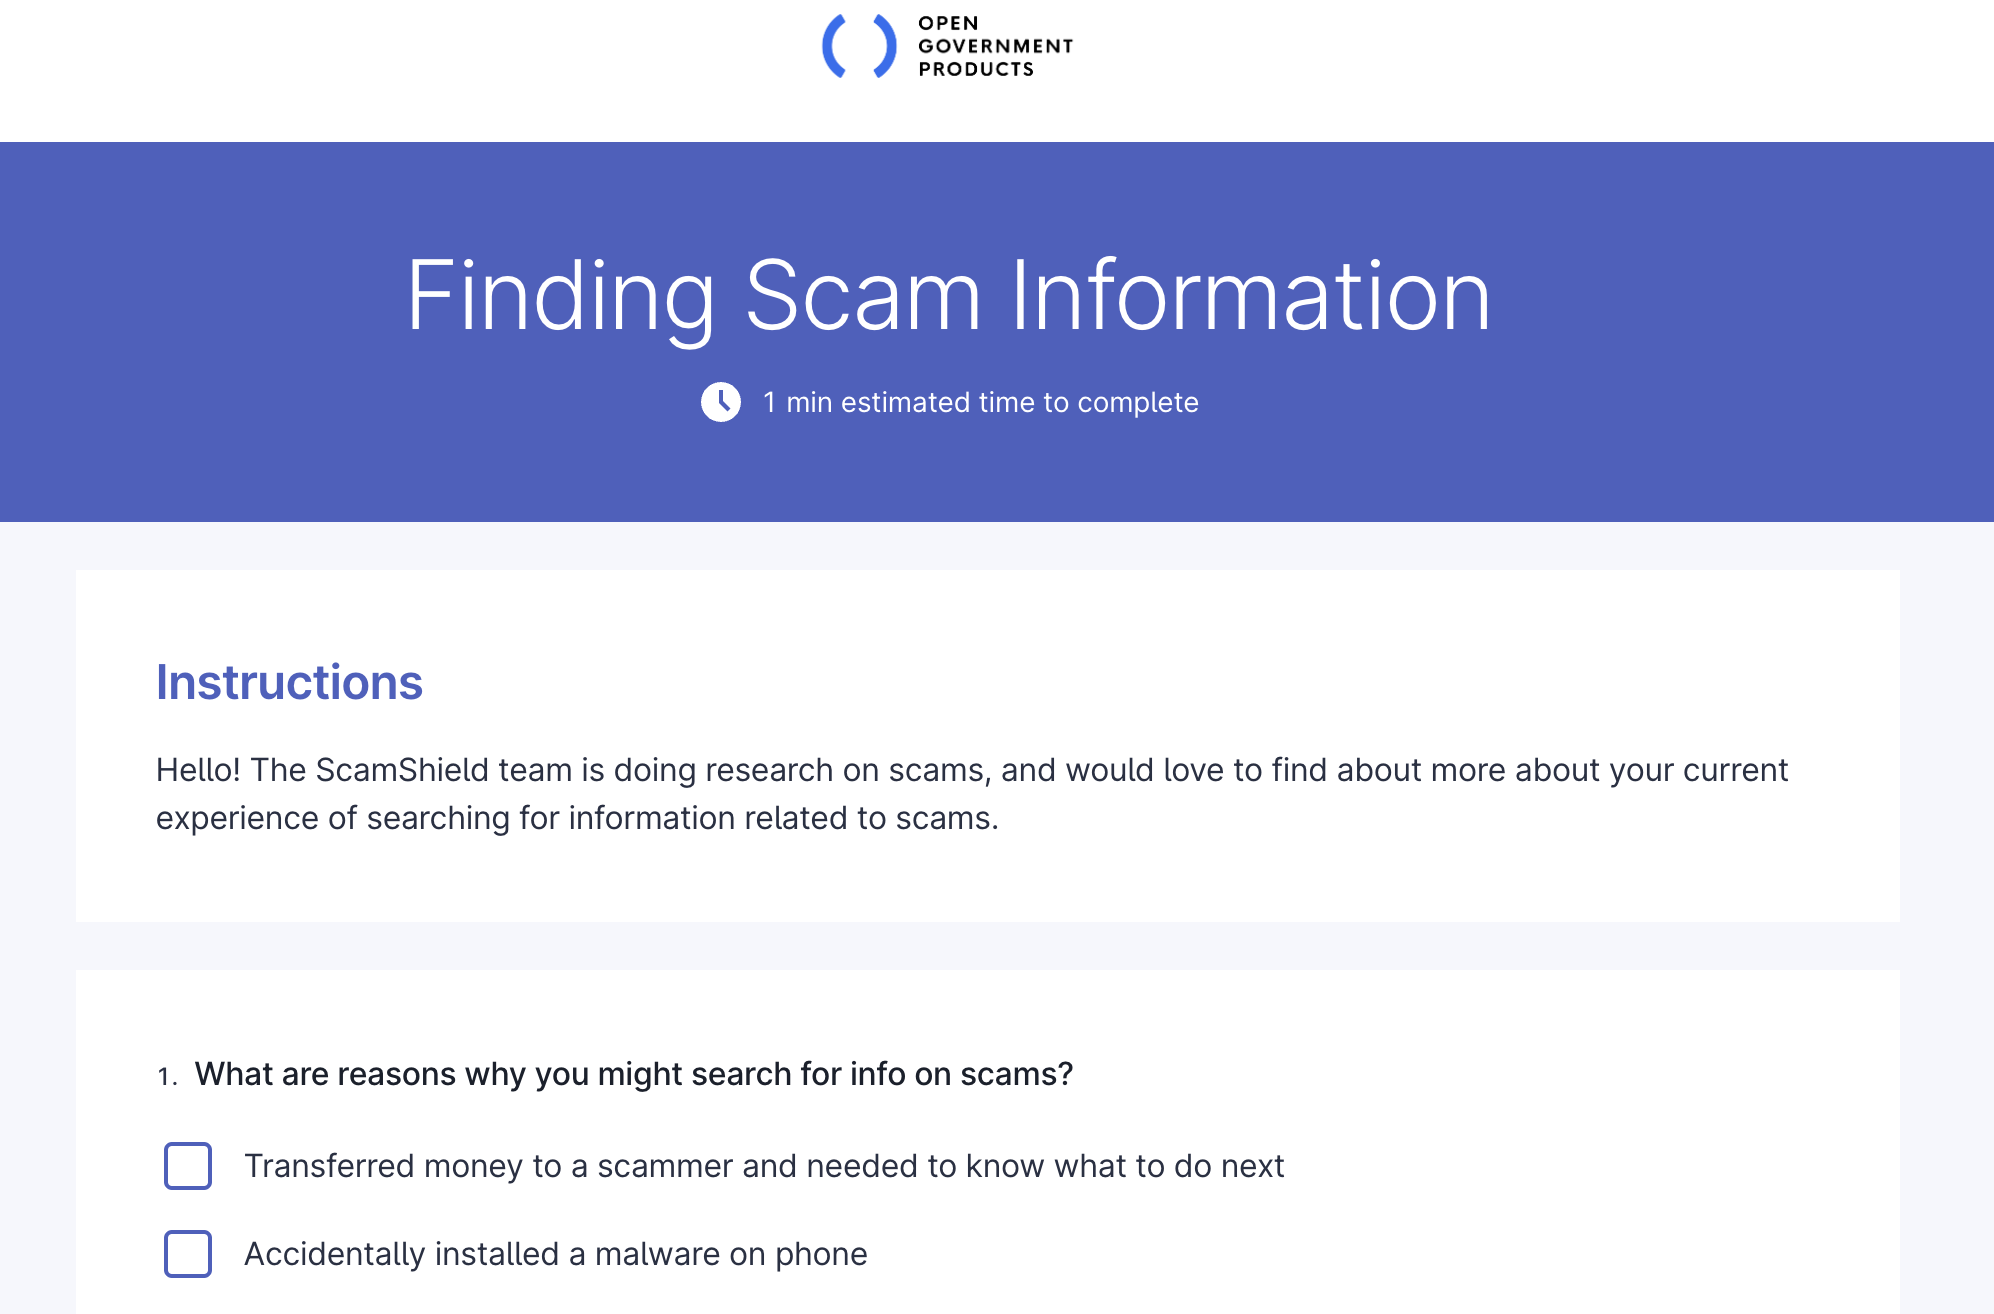 OPEN
GOVERNMENT
PRODUCTS
Finding Scam Information
1 min estimated time to complete
Instructions
Hello! The ScamShield team is doing research on scams, and would love to find about more about your current
experience of searching for information related to scams.
1. What are reasons why you might search for info on scams?
Transferred money to a scammer and needed to know what to do next
Accidentally installed a malware on phone